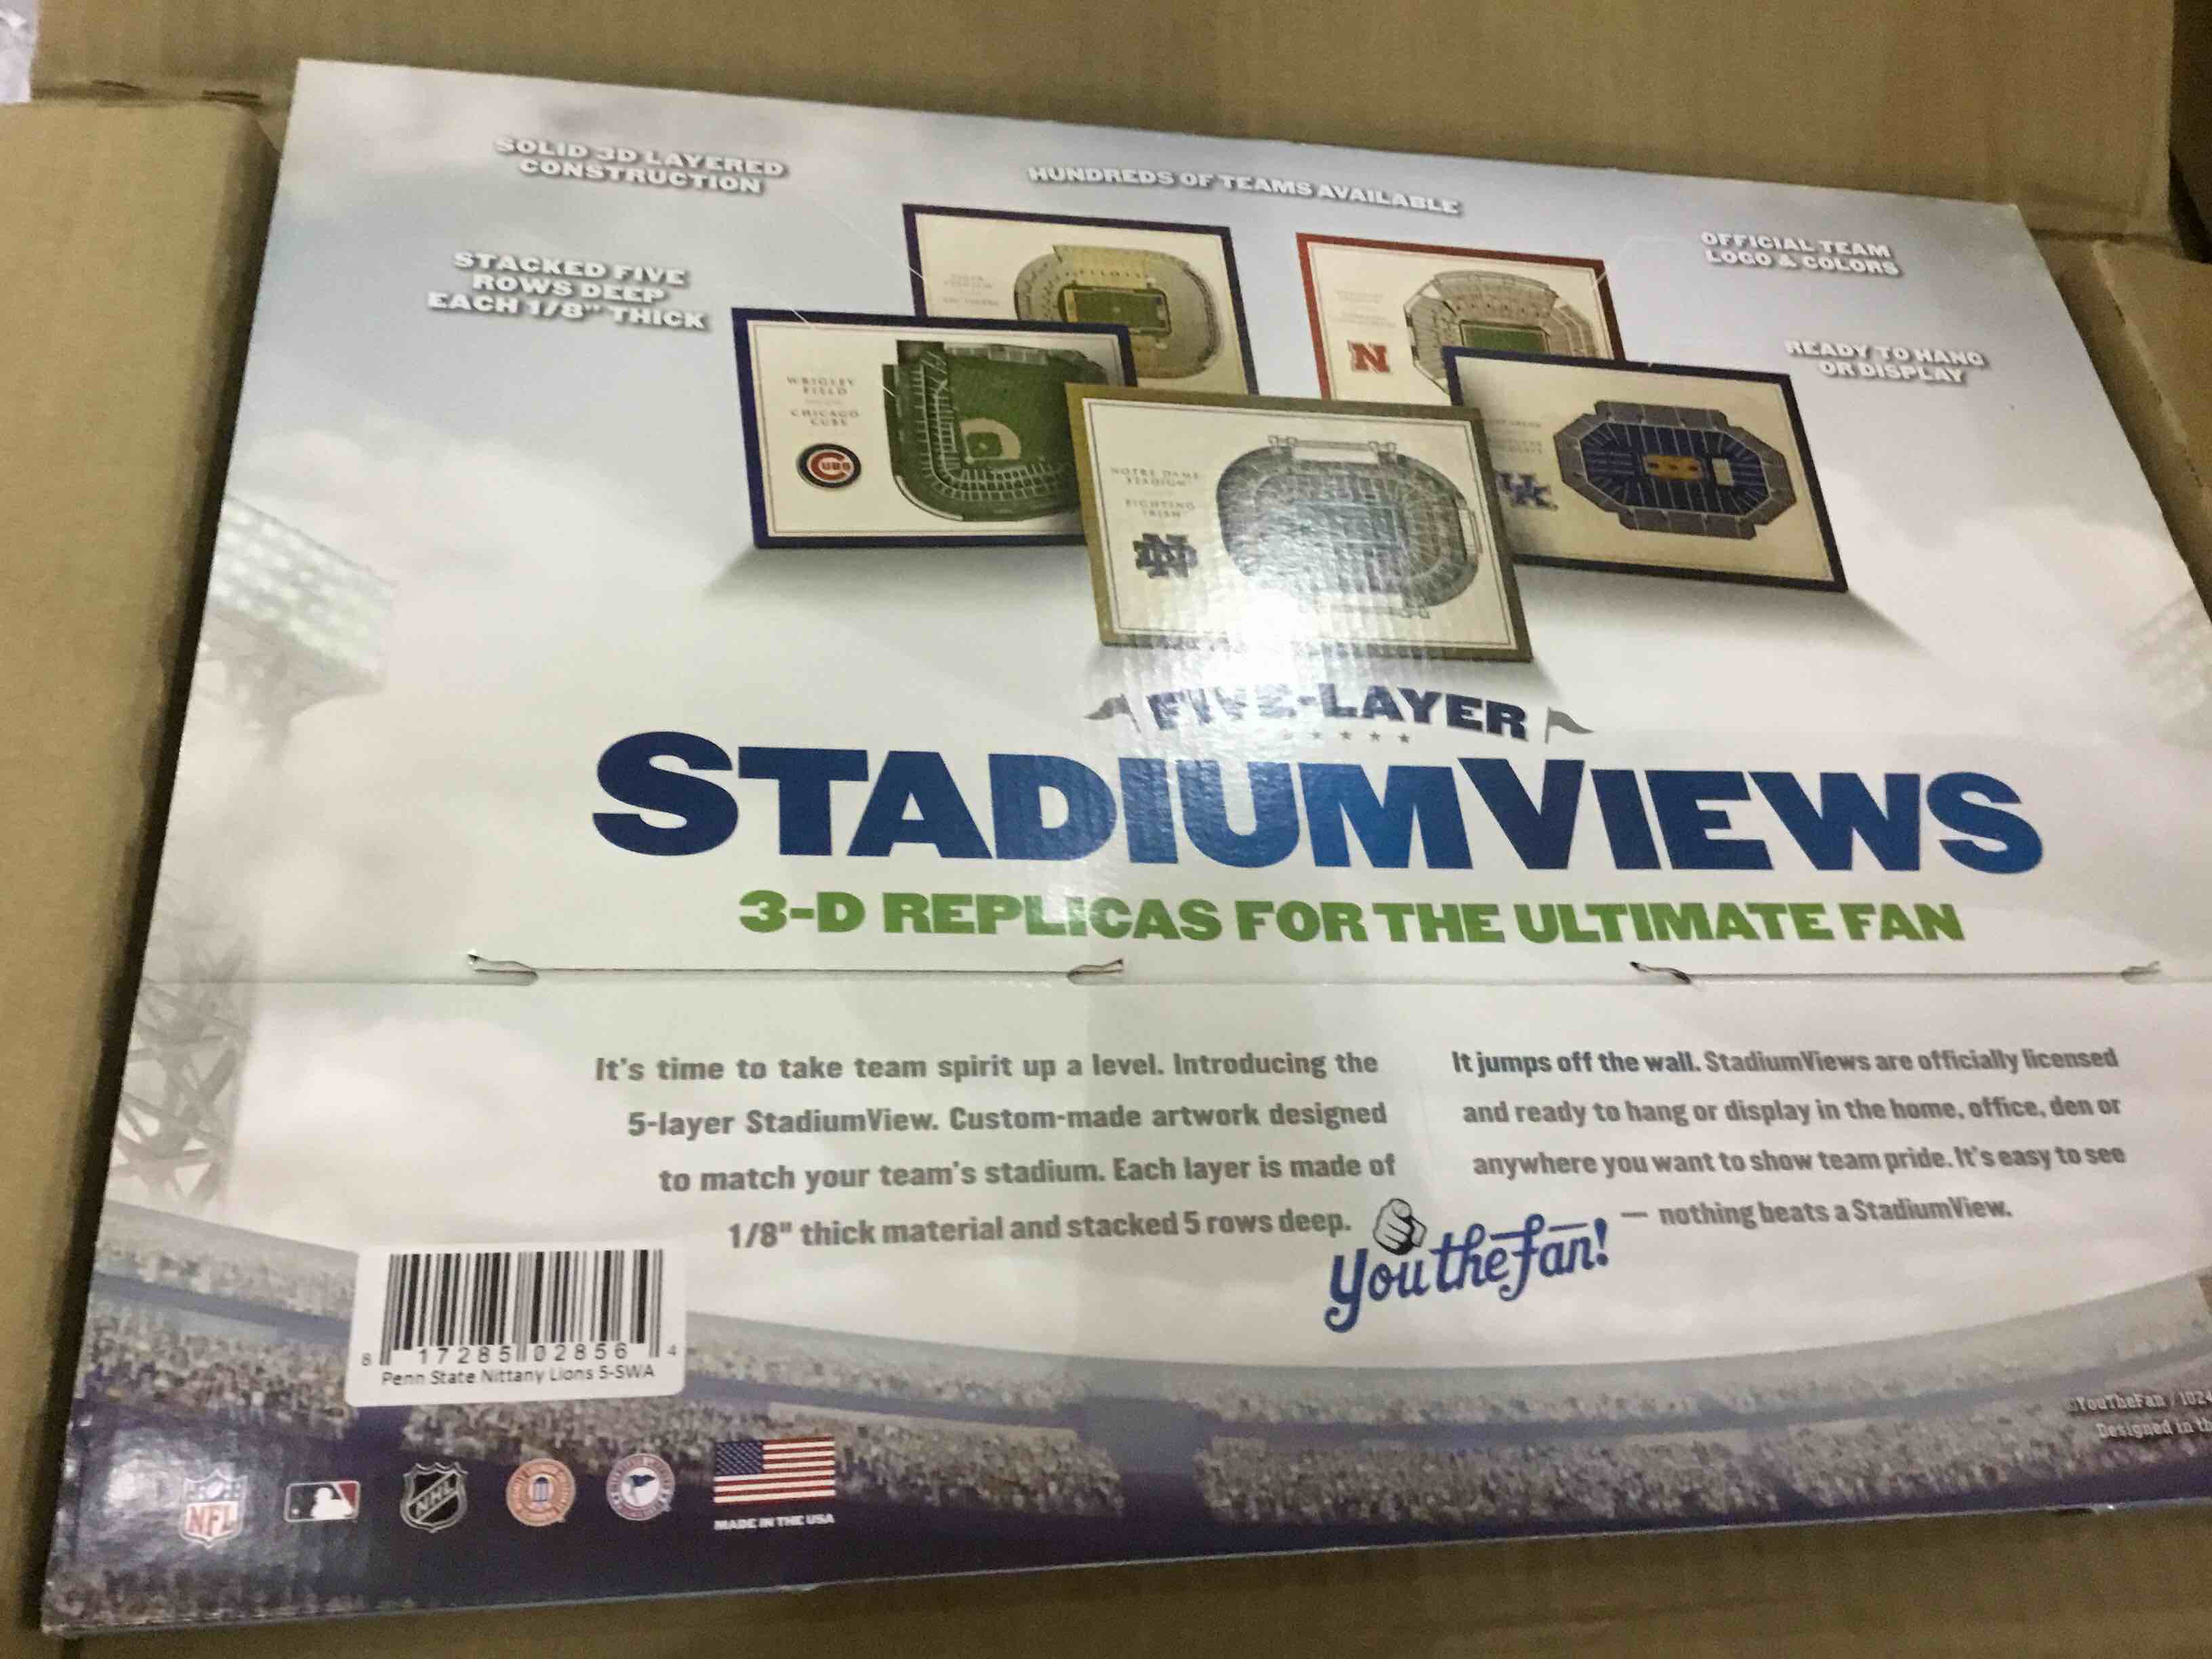 SOLID 3D LAYERED
CONSTRUCTION
HUNDREDS OF TEAMS AVAILABLE
OFFICIAL TEAM
LOGO & COLORS
STACKED FIVE
ROWS DEEP
EACH 1/8" THICK
READY TO HANG
OR DISPLAY
WRIGLEY
FIELD
CHICAGO
CUBS
CUBS
N
NOTRE DAME
STADIUM
FIGHTING
IRISH
ND
UK
FIVE-LAYER
STADIUMVIEWS
3-D REPLICAS FOR THE ULTIMATE FAN
It's time to take team spirit up a level. Introducing the
5-layer StadiumView. Custom-made artwork designed
to match your team's stadium. Each layer is made of
1/8" thick material and stacked 5 rows deep.
It jumps off the wall. StadiumViews are officially licensed
and ready to hang or display in the home, office, den or
anywhere you want to show team pride. It's easy to see
— nothing beats a StadiumView.
Youthefan!
8 17285 02856 4
Penn State Nittany Lions 5-SWA
©YouTheFan / 1024
Designed in th
NFL
NHL
MADE IN THE USA